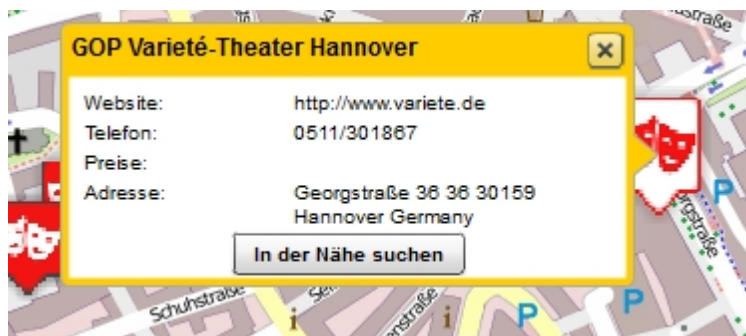 GOP Varieté-Theater Hannover
Website: http://www.variete.de
Telefon: 0511/301867
Preise:
Adresse: Georgstraße 36 36 30159
Hannover Germany
In der Nähe suchen
Schuhstraße
P
P
P
i
i